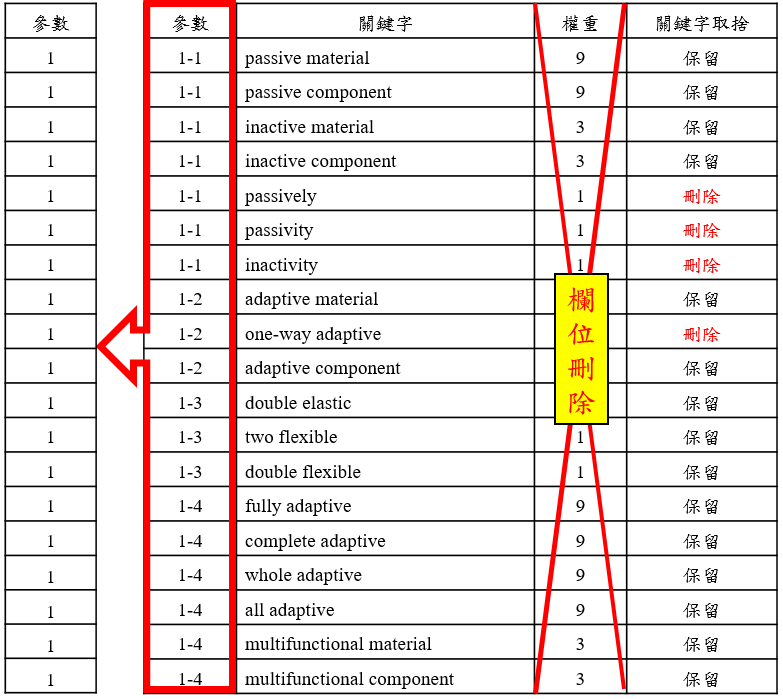 參數 參數 關鍵字 權重 關鍵字取捨
1 1-1 passive material 9 保留
1 1-1 passive component 9 保留
1 1-1 inactive material 3 保留
1 1-1 inactive component 3 保留
1 1-1 passively 1 刪除
1 1-1 passivity 1 刪除
1 1-1 inactivity 1 刪除
1 1-2 adaptive material 保留
1 1-2 one-way adaptive 刪除
1 1-2 adaptive component 保留
1 1-3 double elastic 保留
1 1-3 two flexible 1 保留
1 1-3 double flexible 1 保留
1 1-4 fully adaptive 9 保留
1 1-4 complete adaptive 9 保留
1 1-4 whole adaptive 9 保留
1 1-4 all adaptive 9 保留
1 1-4 multifunctional material 3 保留
1 1-4 multifunctional component 3 保留
欄位刪除